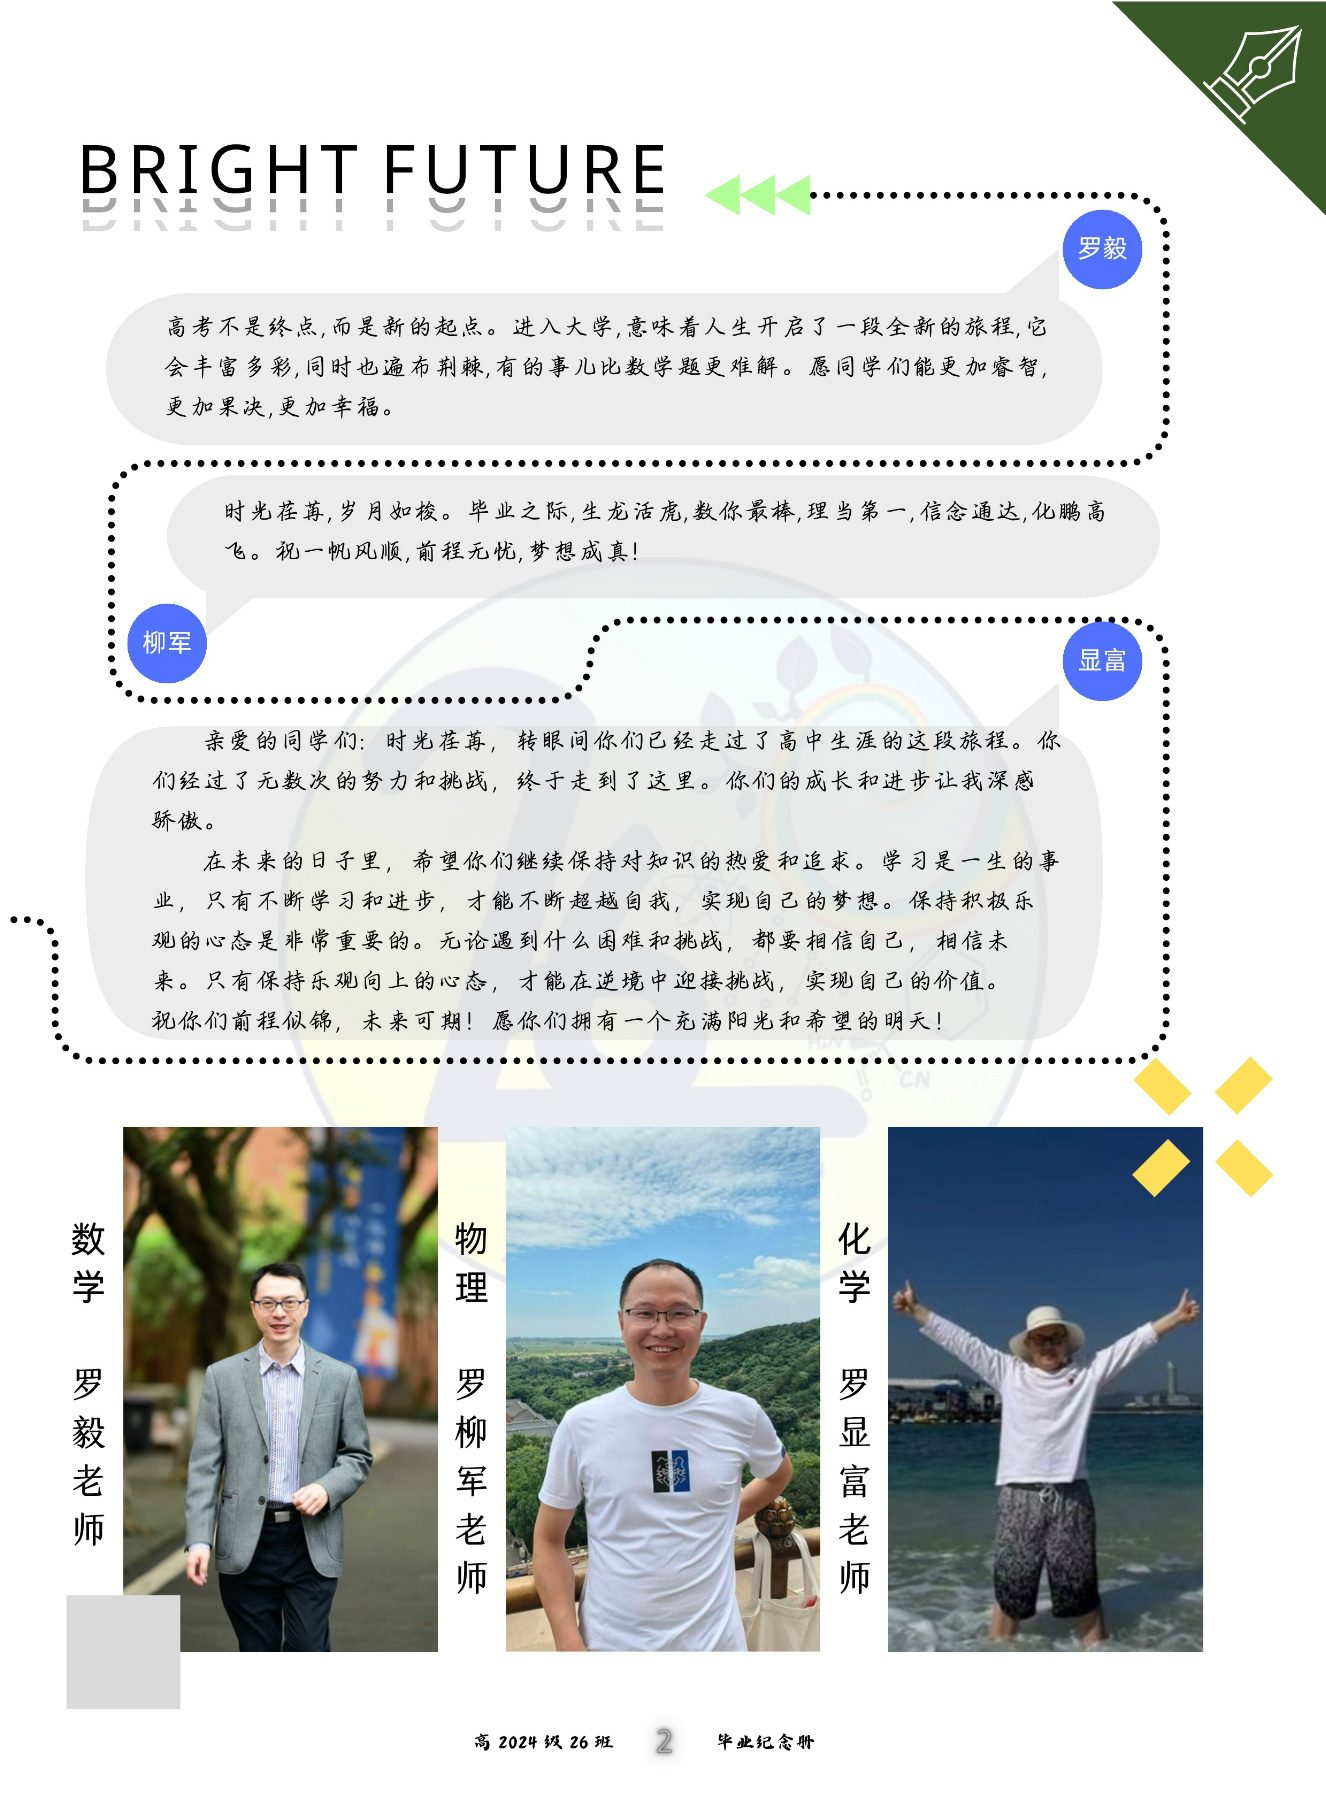 BRIGHT FUTURE
罗毅
高考不是终点,而是新的起点。进入大学,意味着人生开启了一段全新的旅程,它
会丰富多彩,同时也遍布荆棘,有的事儿比数学题更难解。愿同学们能更加睿智,
更加果决,更加幸福。
时光荏苒,岁月如梭。毕业之际,生龙活虎,数你最棒,理当第一,信念通达,化鹏高
飞。祝一帆风顺,前程无忧,梦想成真!
柳军
显富
亲爱的同学们：时光荏苒，转眼间你们已经走过了高中生涯的这段旅程。你
们经过了无数次的努力和挑战，终于走到了这里。你们的成长和进步让我深感
骄傲。
在未来的日子里，希望你们继续保持对知识的热爱和追求。学习是一生的事
业，只有不断学习和进步，才能不断超越自我，实现自己的梦想。保持积极乐
观的心态是非常重要的。无论遇到什么困难和挑战，都要相信自己，相信未
来。只有保持乐观向上的心态，才能在逆境中迎接挑战，实现自己的价值。
祝你们前程似锦，未来可期！愿你们拥有一个充满阳光和希望的明天！
H₂N
CN
数学 罗毅老师
物理 罗柳军老师
化学 罗显富老师
高 2024 级 26 班 2 毕业纪念册